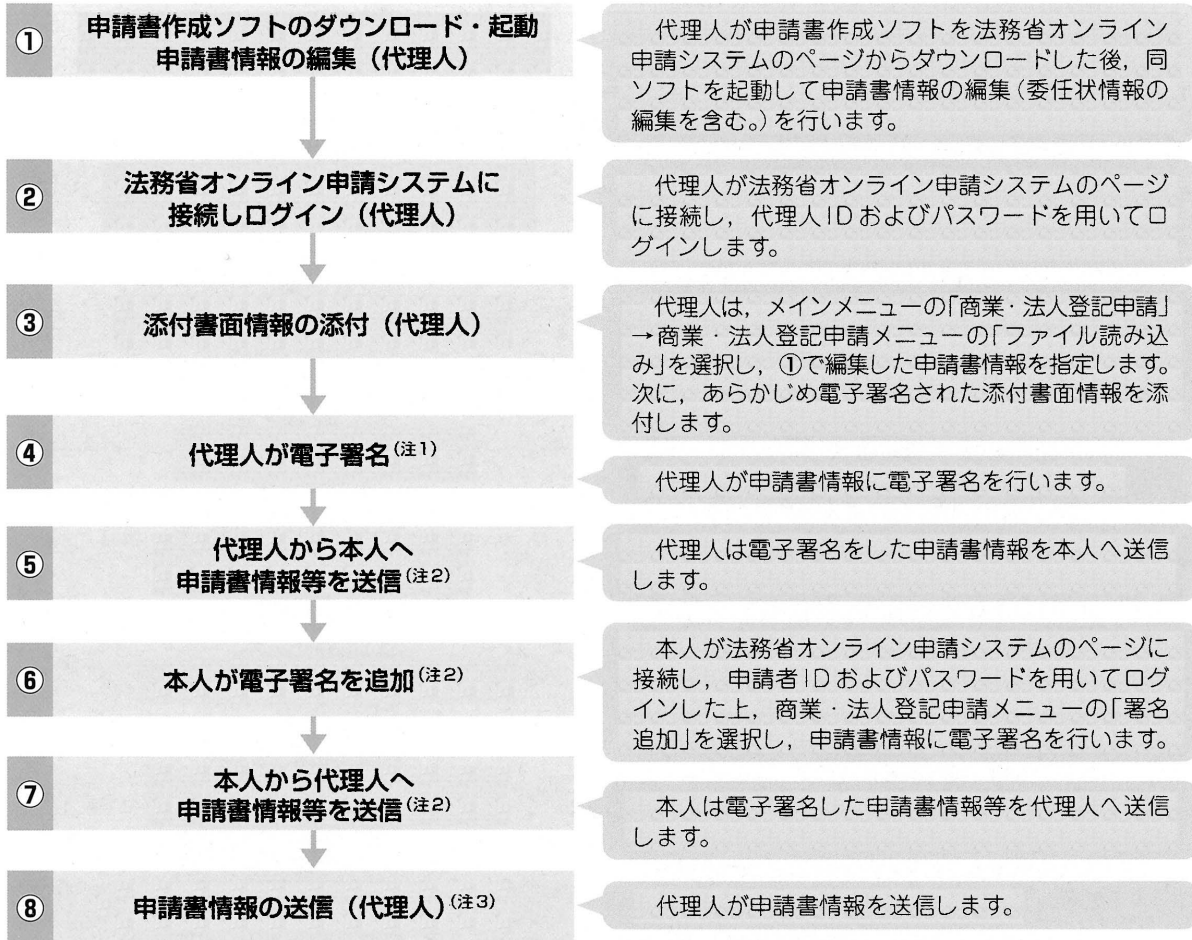 ①
申請書作成ソフトのダウンロード・起動
申請書情報の編集（代理人）
代理人が申請書作成ソフトを法務省オンライン
申請システムのページからダウンロードした後，同
ソフトを起動して申請書情報の編集（委任状情報の
編集を含む。）を行います。
②
法務省オンライン申請システムに
接続しログイン（代理人）
代理人が法務省オンライン申請システムのページ
に接続し，代理人IDおよびパスワードを用いてロ
グインします。
③
添付書面情報の添付（代理人）
代理人は，メインメニューの「商業・法人登記申請」
→商業・法人登記申請メニューの「ファイル読み込
み」を選択し，①で編集した申請書情報を指定します。
次に，あらかじめ電子署名された添付書面情報を添
付します。
④
代理人が電子署名（注1）
代理人が申請書情報に電子署名を行います。
⑤
代理人から本人へ
申請書情報等を送信（注2）
代理人は電子署名をした申請書情報を本人へ送信
します。
⑥
本人が電子署名を追加（注2）
本人が法務省オンライン申請システムのページに
接続し，申請者IDおよびパスワードを用いてログ
インした上，商業・法人登記申請メニューの「署名
追加」を選択し，申請書情報に電子署名を行います。
⑦
本人から代理人へ
申請書情報等を送信（注2）
本人は電子署名した申請書情報等を代理人へ送信
します。
⑧
申請書情報の送信（代理人）（注3）
代理人が申請書情報を送信します。